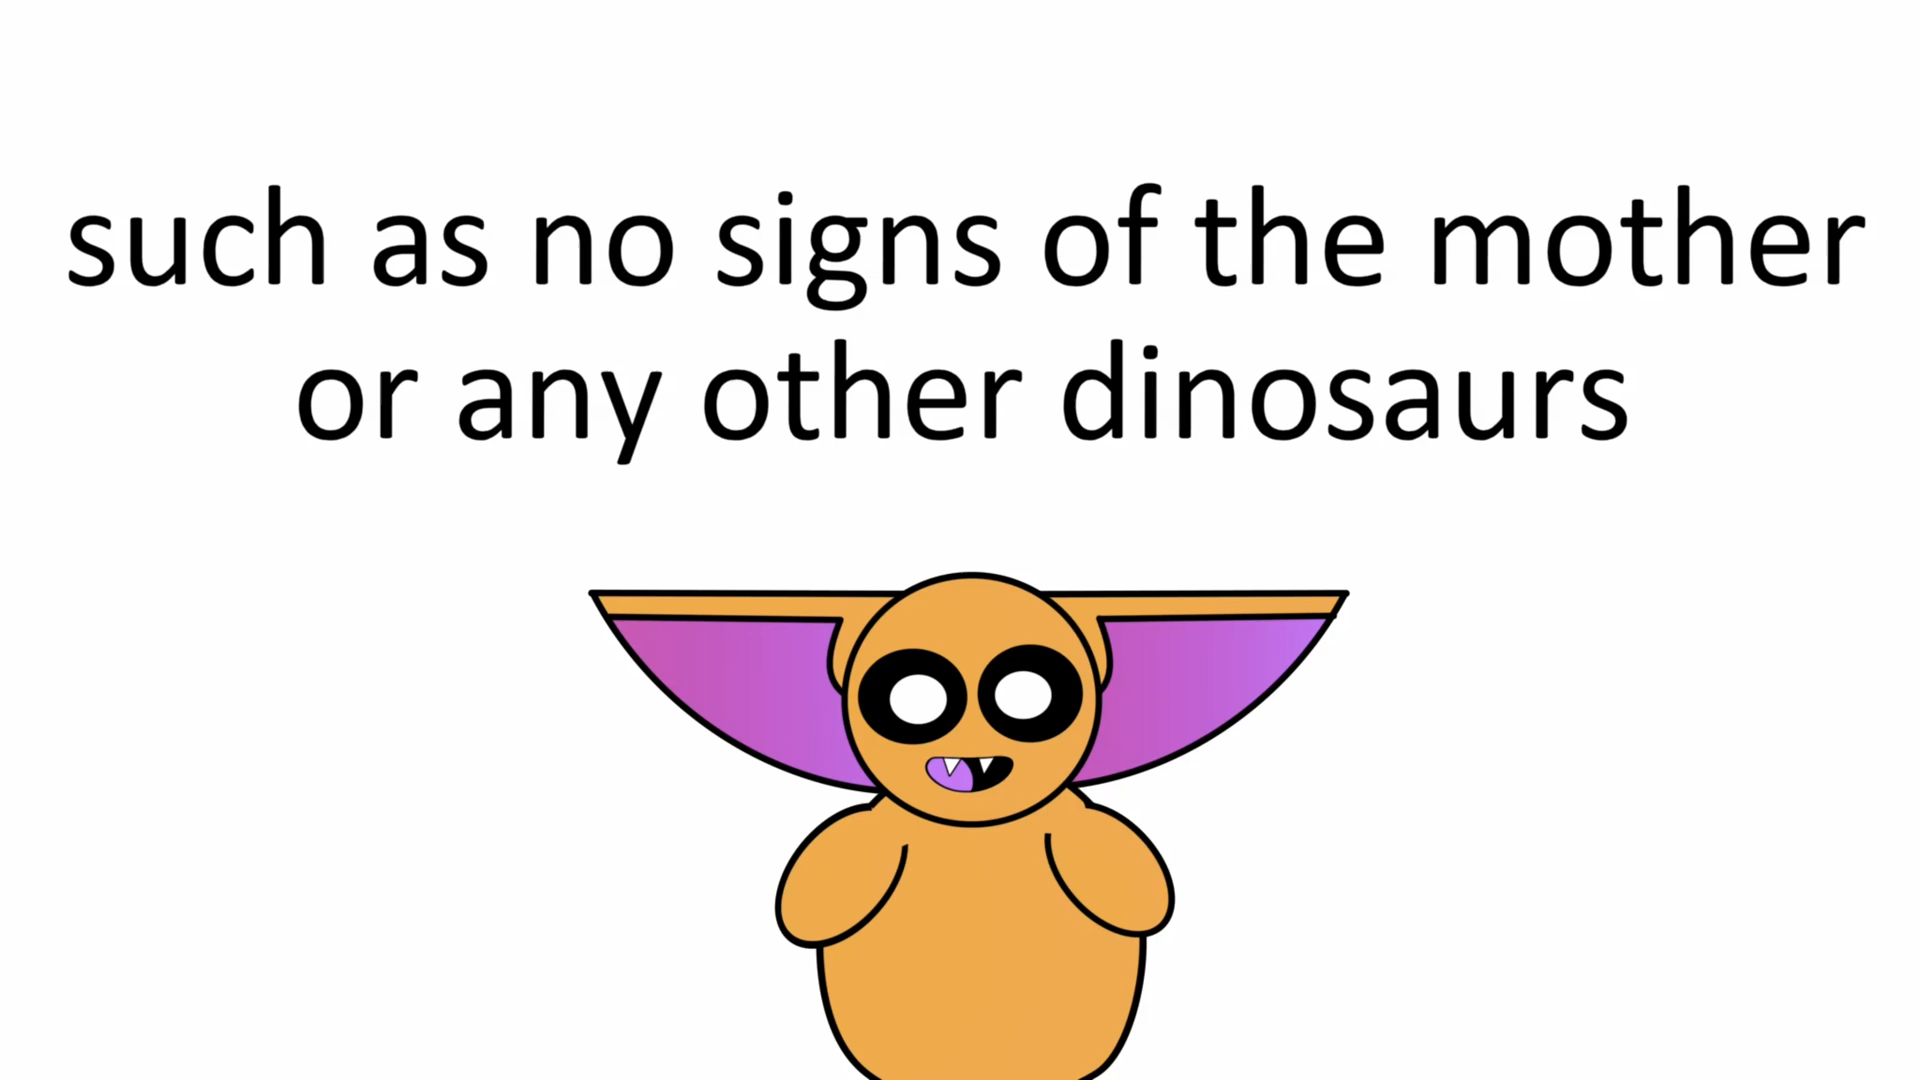 such as no signs of the mother
or any other dinosaurs